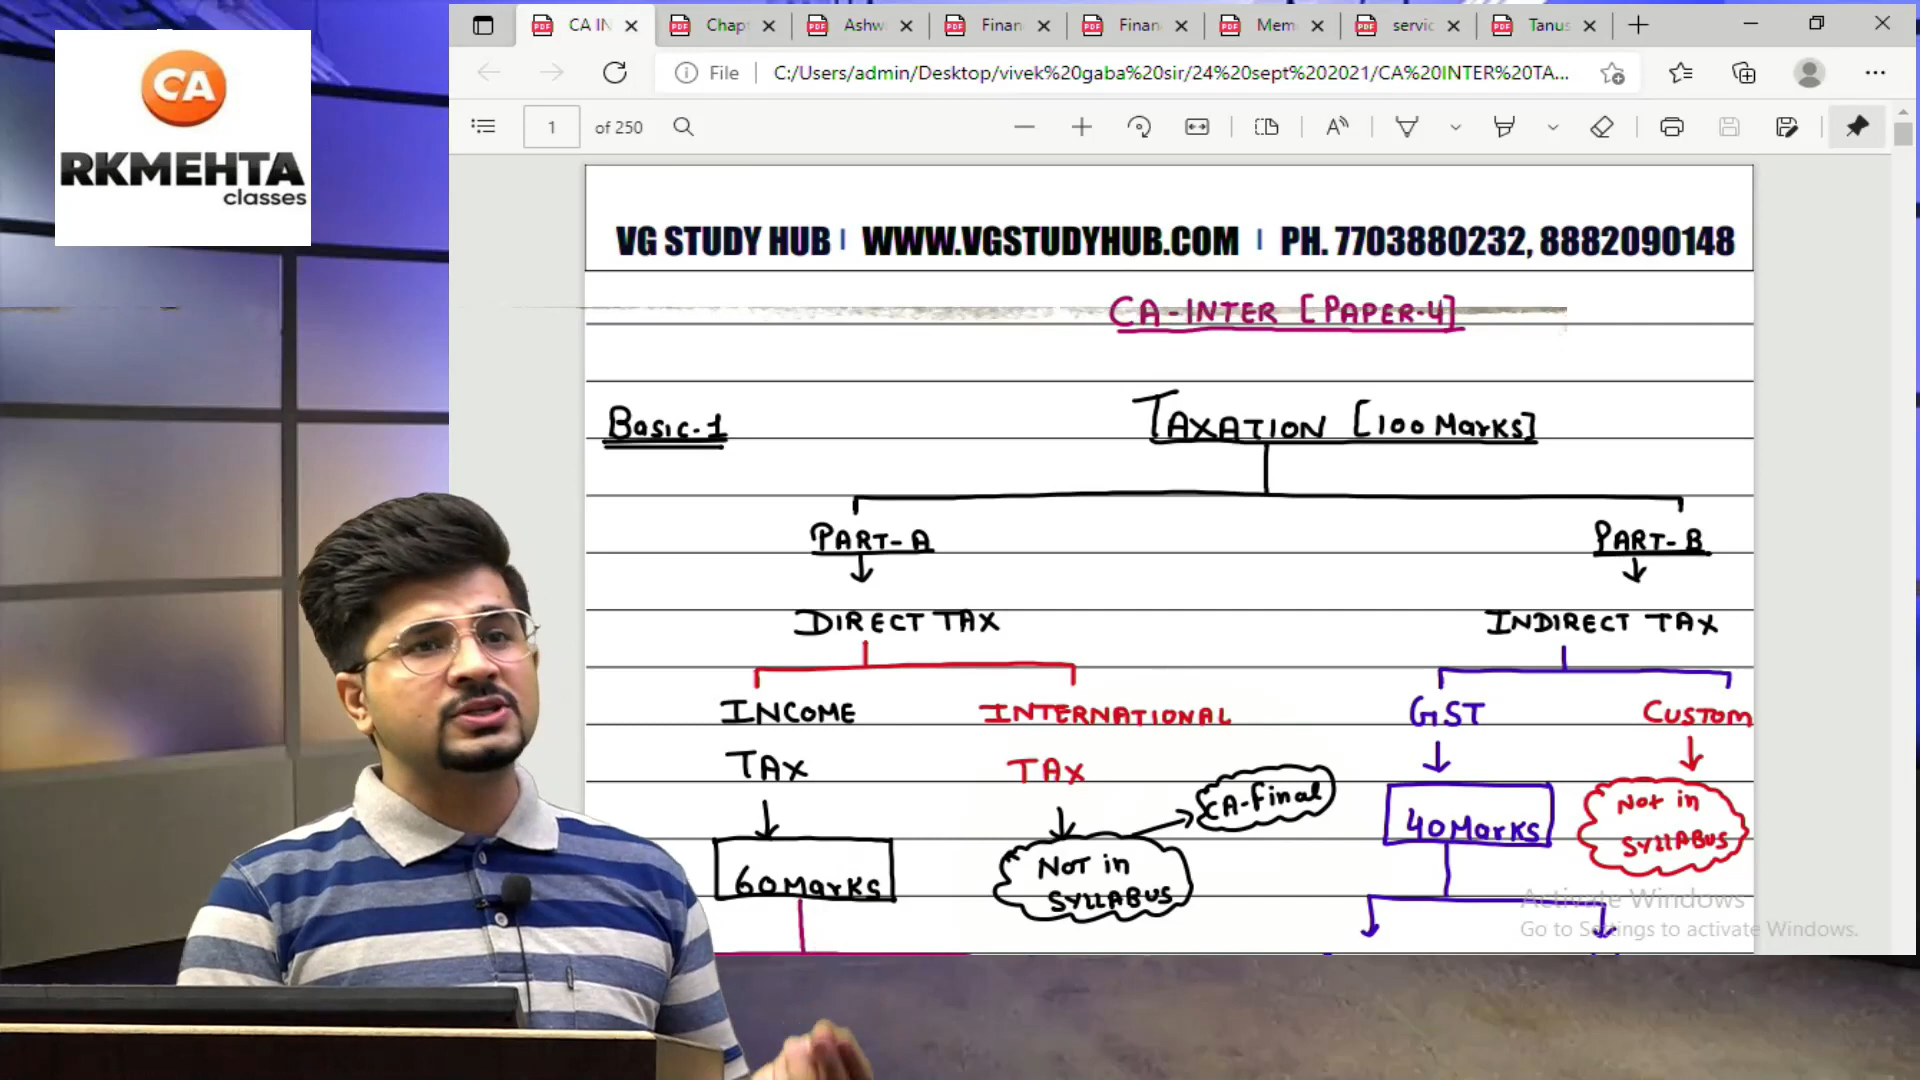 CA
RKMEHTA
classes
CA IN
Chapt
Ashw
Finan
Finan
Mem
servic
Tanus
File
C:/Users/admin/Desktop/vivek%20gaba%20sir/24%20sept%202021/CA%20INTER%20TA...
1 of 250
VG STUDY HUB | WWW.VGSTUDYHUB.COM | PH. 7703880232, 8882090148
CA-INTER [PAPER-4]
Basic-1
TAXATION [100 Marks]
PART-A
PART-B
DIRECT TAX
INDIRECT TAX
INCOME
TAX
INTERNATIONAL
TAX
GST
CUSTOM
CA-Final
60 Marks
Not in
SYLLABUS
40 Marks
Not in
SYLLABUS
Activate Windows
Go to Settings to activate Windows.